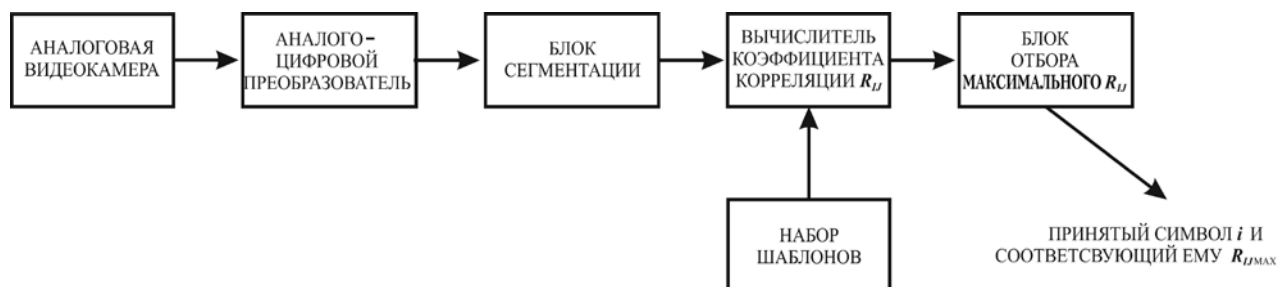 АНАЛОГОВАЯ
ВИДЕОКАМЕРА
АНАЛОГО-
ЦИФРОВОЙ
ПРЕОБРАЗОВАТЕЛЬ
БЛОК
СЕГМЕНТАЦИИ
ВЫЧИСЛИТЕЛЬ
КОЭФФИЦИЕНТА
КОРРЕЛЯЦИИ R_IJ
БЛОК
ОТБОРА
МАКСИМАЛЬНОГО R_IJ
НАБОР
ШАБЛОНОВ
ПРИНЯТЫЙ СИМВОЛ i И
СООТВЕТСВУЮЩИЙ ЕМУ R_IJMAX